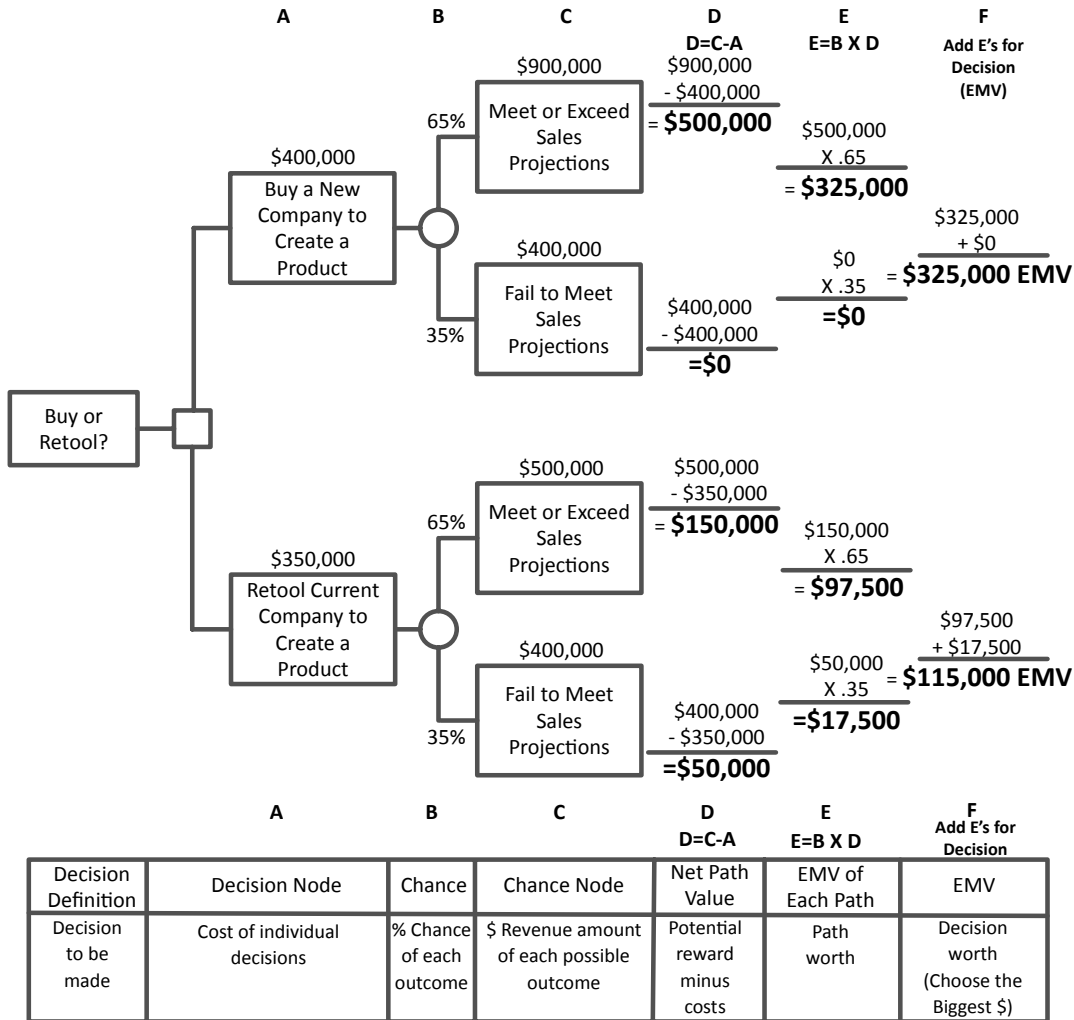 A B C D E F
D=C-A E=B X D Add E's for
Decision
(EMV)
$400,000
Buy a New
Company to
Create a
Product
65%
35%
$900,000
Meet or Exceed
Sales
Projections
$400,000
Fail to Meet
Sales
Projections
$900,000
- $400,000
= $500,000
$400,000
- $400,000
=$0
$500,000
X .65
= $325,000
$0
X .35
=$0
$325,000
+ $0
= $325,000 EMV
Buy or
Retool?
$350,000
Retool Current
Company to
Create a
Product
65%
35%
$500,000
Meet or Exceed
Sales
Projections
$400,000
Fail to Meet
Sales
Projections
$500,000
- $350,000
= $150,000
$400,000
- $350,000
=$50,000
$150,000
X .65
= $97,500
$50,000
X .35
=$17,500
$97,500
+ $17,500
= $115,000 EMV
A B C D E F
D=C-A E=B X D Add E's for
Decision
Decision
Definition
Decision Node
Chance
Chance Node
Net Path
Value
EMV of
Each Path
EMV
Decision
to be
made
Cost of individual
decisions
% Chance
of each
outcome
$ Revenue amount
of each possible
outcome
Potential
reward
minus
costs
Path
worth
Decision
worth
(Choose the
Biggest $)